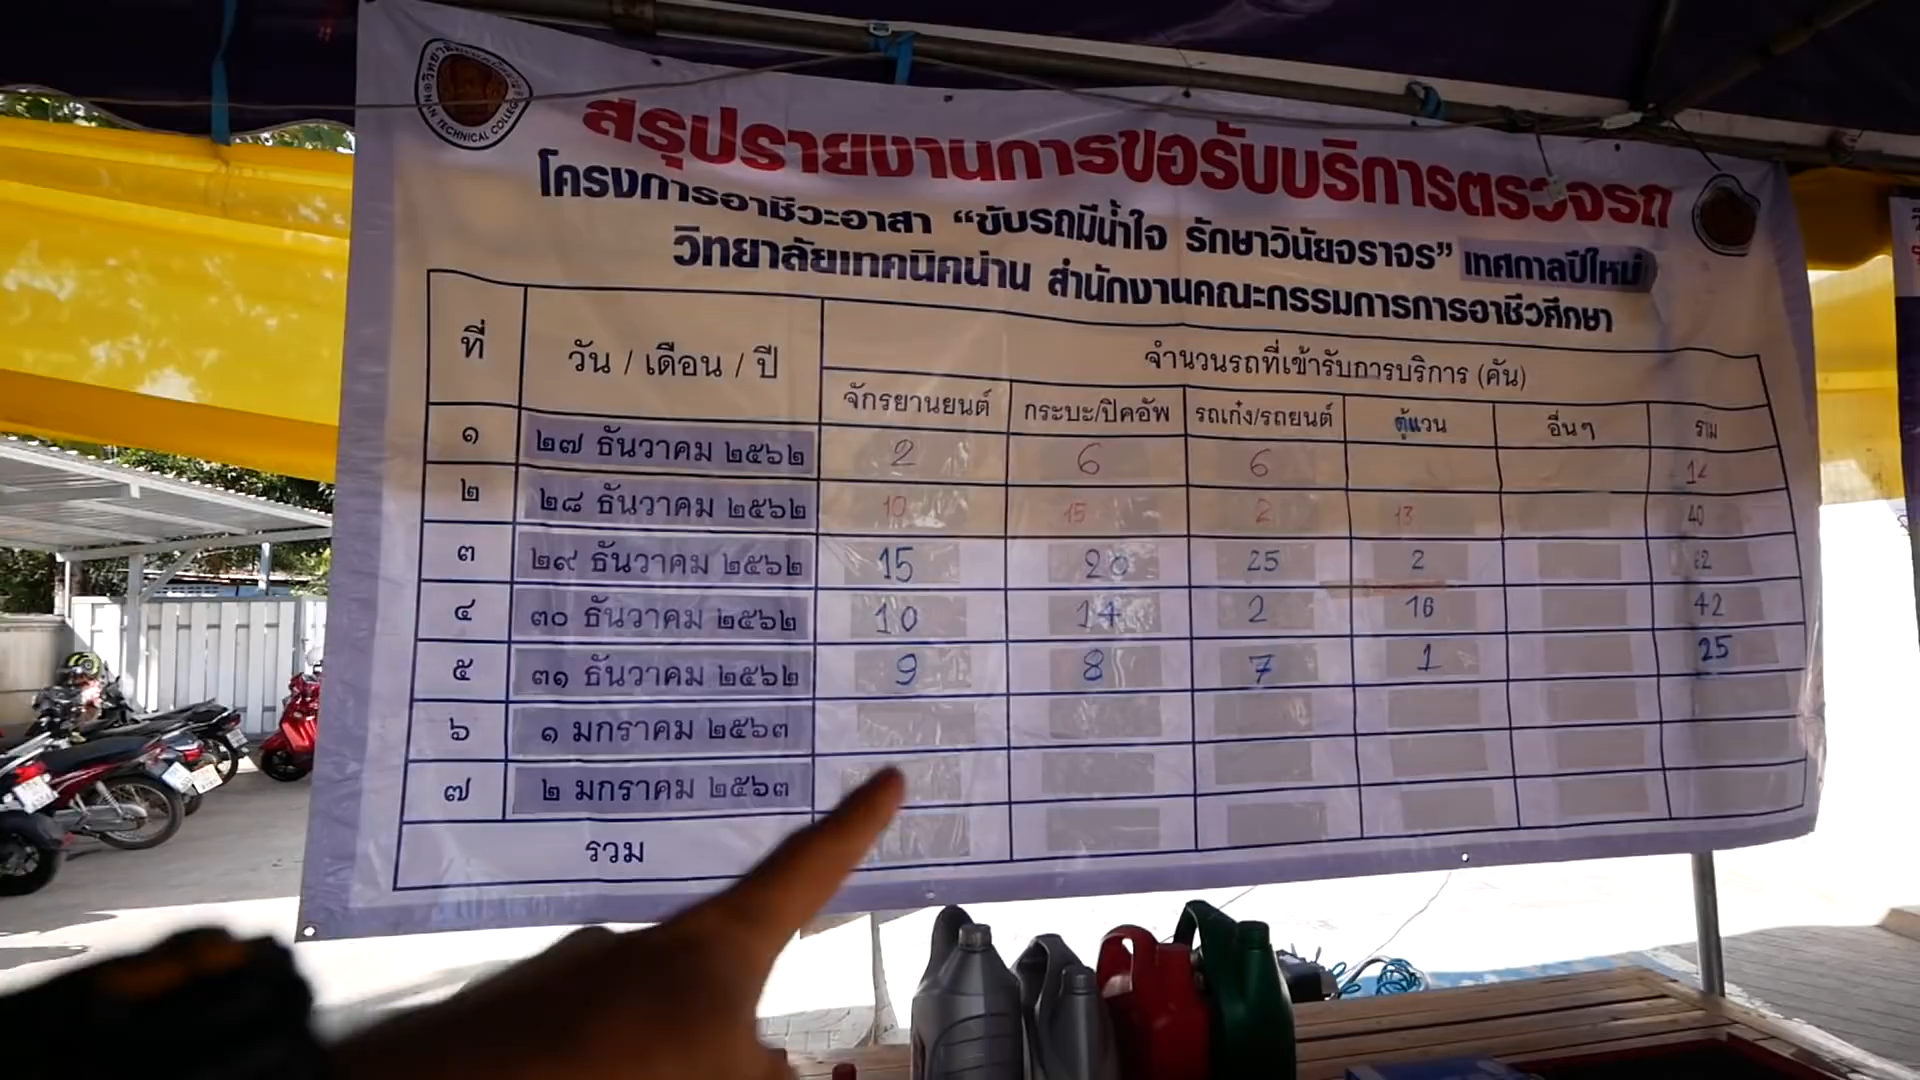 NAN TECHNICAL COLLEGE
สรุปรายงานการขอรับบริการตรวจรถ
โครงการอาชีวะอาสา “ขับรถมีน้ำใจ รักษาวินัยจราจร” เทศกาลปีใหม่
วิทยาลัยเทคนิคน่าน สำนักงานคณะกรรมการการอาชีวศึกษา
ที่ วัน / เดือน / ปี จำนวนรถที่เข้ารับการบริการ (คัน)
จักรยานยนต์ กระบะ/ปิคอัพ รถเก๋ง/รถยนต์ ตู้แวน อื่นๆ รวม
๑ ๒๗ ธันวาคม ๒๕๖๒ 2 6 6 14
๒ ๒๘ ธันวาคม ๒๕๖๒ 10 15 2 13 40
๓ ๒๙ ธันวาคม ๒๕๖๒ 15 20 25 2 62
๔ ๓๐ ธันวาคม ๒๕๖๒ 10 14 2 16 42
๕ ๓๑ ธันวาคม ๒๕๖๒ 9 8 7 1 25
๖ ๑ มกราคม ๒๕๖๓
๗ ๒ มกราคม ๒๕๖๓
รวม